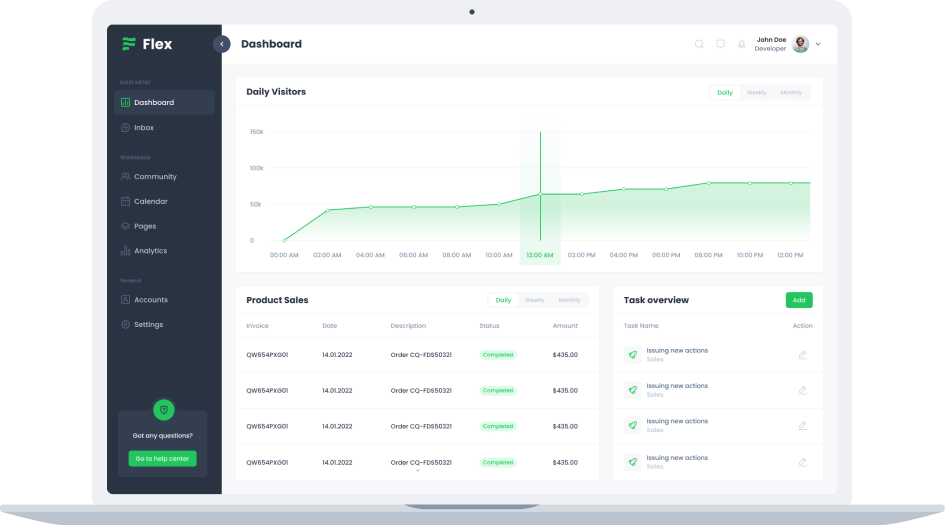 Flex
MAIN MENU
Dashboard
Inbox
Workspace
Community
Calendar
Pages
Analytics
General
Accounts
Settings
Got any questions?
Go to help center
Dashboard
John Doe
Developer
Daily Visitors
Daily Weekly Monthly
150k
100k
50k
0
00:00 AM 02:00 AM 04:00 AM 06:00 AM 08:00 AM 10:00 AM 12:00 AM 02:00 PM 04:00 PM 06:00 PM 08:00 PM 10:00 PM 12:00 PM
Product Sales
Daily Weekly Monthly
Invoice Date Description Status Amount
QW654PXG01 14.01.2022 Order CQ-FDS50321 Completed $435.00
QW654PXG01 14.01.2022 Order CQ-FDS50321 Completed $435.00
QW654PXG01 14.01.2022 Order CQ-FDS50321 Completed $435.00
QW654PXG01 14.01.2022 Order CQ-FDS50321 Completed $435.00
Task overview
Add
Task Name Action
Issuing new actions
Sales
Issuing new actions
Sales
Issuing new actions
Sales
Issuing new actions
Sales